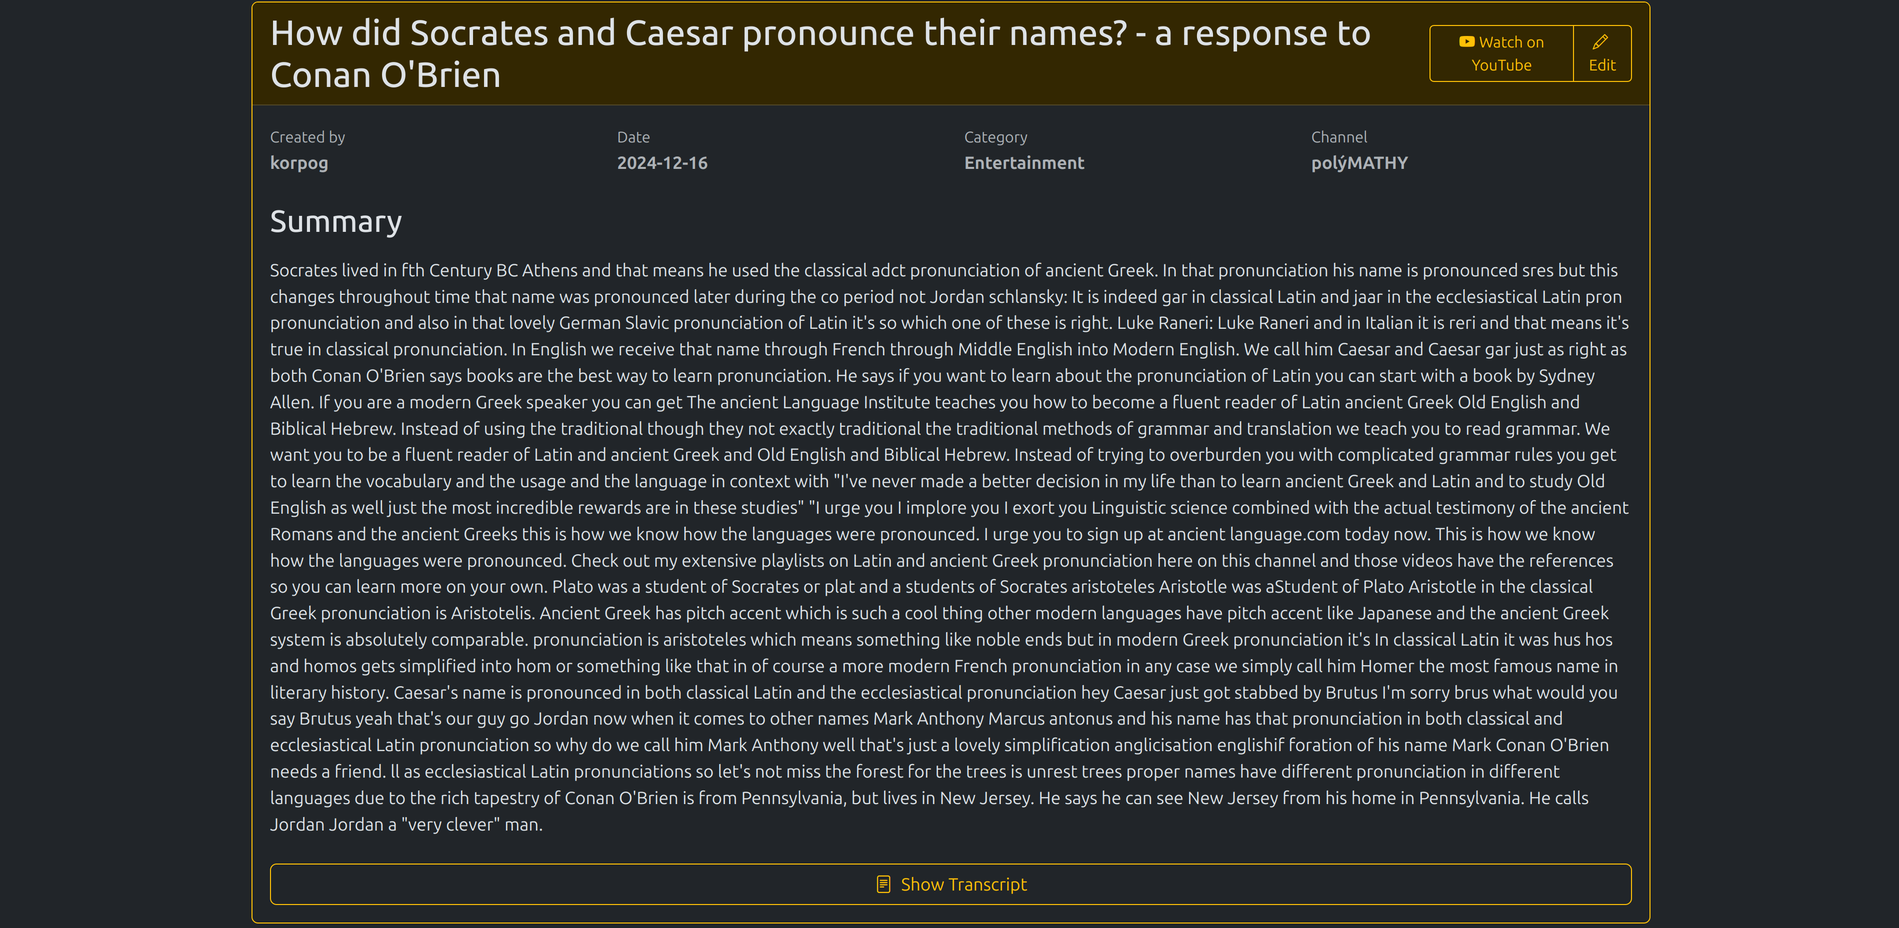 How did Socrates and Caesar pronounce their names? - a response to
Conan O'Brien
Watch on
YouTube
Edit
Created by
korpog
Date
2024-12-16
Category
Entertainment
Channel
polýMATHY
Summary
Socrates lived in fth Century BC Athens and that means he used the classical adct pronunciation of ancient Greek. In that pronunciation his name is pronounced sres but this
changes throughout time that name was pronounced later during the co period not Jordan schlansky: It is indeed gar in classical Latin and jaar in the ecclesiastical Latin pron
pronunciation and also in that lovely German Slavic pronunciation of Latin it's so which one of these is right. Luke Raneri: Luke Raneri and in Italian it is reri and that means it's
true in classical pronunciation. In English we receive that name through French through Middle English into Modern English. We call him Caesar and Caesar gar just as right as
both Conan O'Brien says books are the best way to learn pronunciation. He says if you want to learn about the pronunciation of Latin you can start with a book by Sydney
Allen. If you are a modern Greek speaker you can get The ancient Language Institute teaches you how to become a fluent reader of Latin ancient Greek Old English and
Biblical Hebrew. Instead of using the traditional though they not exactly traditional the traditional methods of grammar and translation we teach you to read grammar. We
want you to be a fluent reader of Latin and ancient Greek and Old English and Biblical Hebrew. Instead of trying to overburden you with complicated grammar rules you get
to learn the vocabulary and the usage and the language in context with "I've never made a better decision in my life than to learn ancient Greek and Latin and to study Old
English as well just the most incredible rewards are in these studies" "I urge you I implore you I exort you Linguistic science combined with the actual testimony of the ancient
Romans and the ancient Greeks this is how we know how the languages were pronounced. I urge you to sign up at ancient language.com today now. This is how we know
how the languages were pronounced. Check out my extensive playlists on Latin and ancient Greek pronunciation here on this channel and those videos have the references
so you can learn more on your own. Plato was a student of Socrates or plat and a students of Socrates aristoteles Aristotle was aStudent of Plato Aristotle in the classical
Greek pronunciation is Aristotelis. Ancient Greek has pitch accent which is such a cool thing other modern languages have pitch accent like Japanese and the ancient Greek
system is absolutely comparable. pronunciation is aristoteles which means something like noble ends but in modern Greek pronunciation it's In classical Latin it was hus hos
and homos gets simplified into hom or something like that in of course a more modern French pronunciation in any case we simply call him Homer the most famous name in
literary history. Caesar's name is pronounced in both classical Latin and the ecclesiastical pronunciation hey Caesar just got stabbed by Brutus I'm sorry brus what would you
say Brutus yeah that's our guy go Jordan now when it comes to other names Mark Anthony Marcus antonus and his name has that pronunciation in both classical and
ecclesiastical Latin pronunciation so why do we call him Mark Anthony well that's just a lovely simplification anglicisation englishif foration of his name Mark Conan O'Brien
needs a friend. ll as ecclesiastical Latin pronunciations so let's not miss the forest for the trees is unrest trees proper names have different pronunciation in different
languages due to the rich tapestry of Conan O'Brien is from Pennsylvania, but lives in New Jersey. He says he can see New Jersey from his home in Pennsylvania. He calls
Jordan Jordan a "very clever" man.
Show Transcript